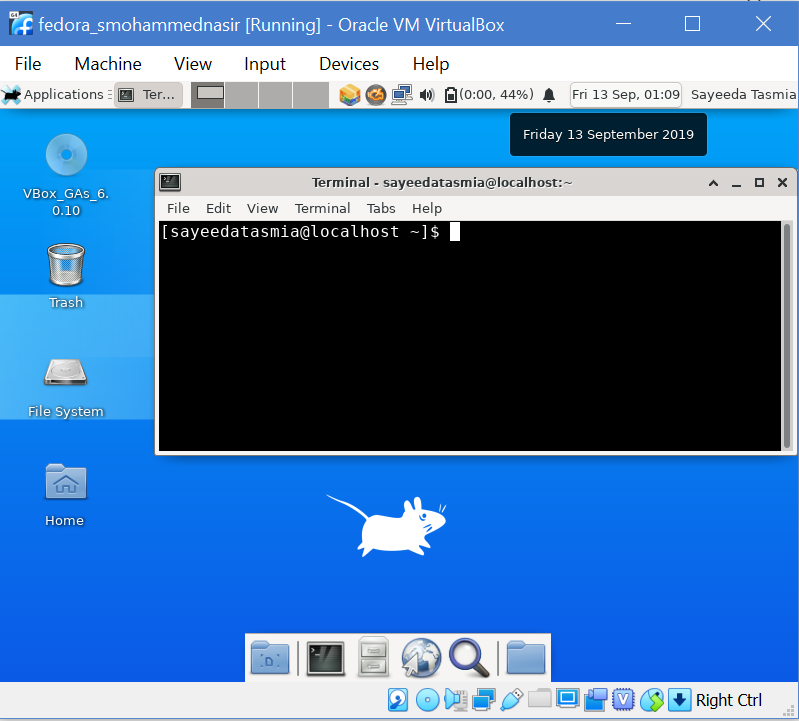 fedora_smohammednasir [Running] - Oracle VM VirtualBox
File Machine View Input Devices Help
Applications Ter... (0:00, 44%) Fri 13 Sep, 01:09 Sayeeda Tasmia
Friday 13 September 2019
VBox_GAs_6.
0.10
Trash
File System
Home
Terminal - sayeedatasmia@localhost:~
File Edit View Terminal Tabs Help
[sayeedatasmia@localhost ~]$
Right Ctrl